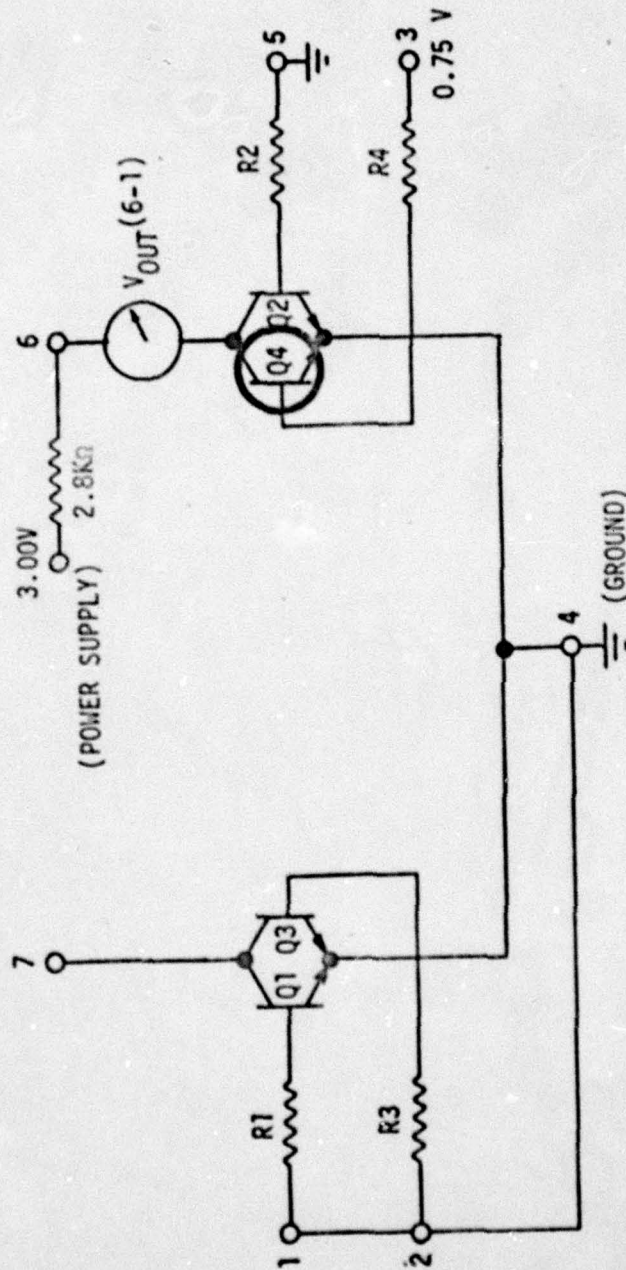 3.00V
(POWER SUPPLY)
2.8KΩ
6
VOUT(6-1)
7
Q1
Q3
Q4
Q2
R1
R2
5
R3
R4
3
0.75 V
1
2
4
(GROUND)